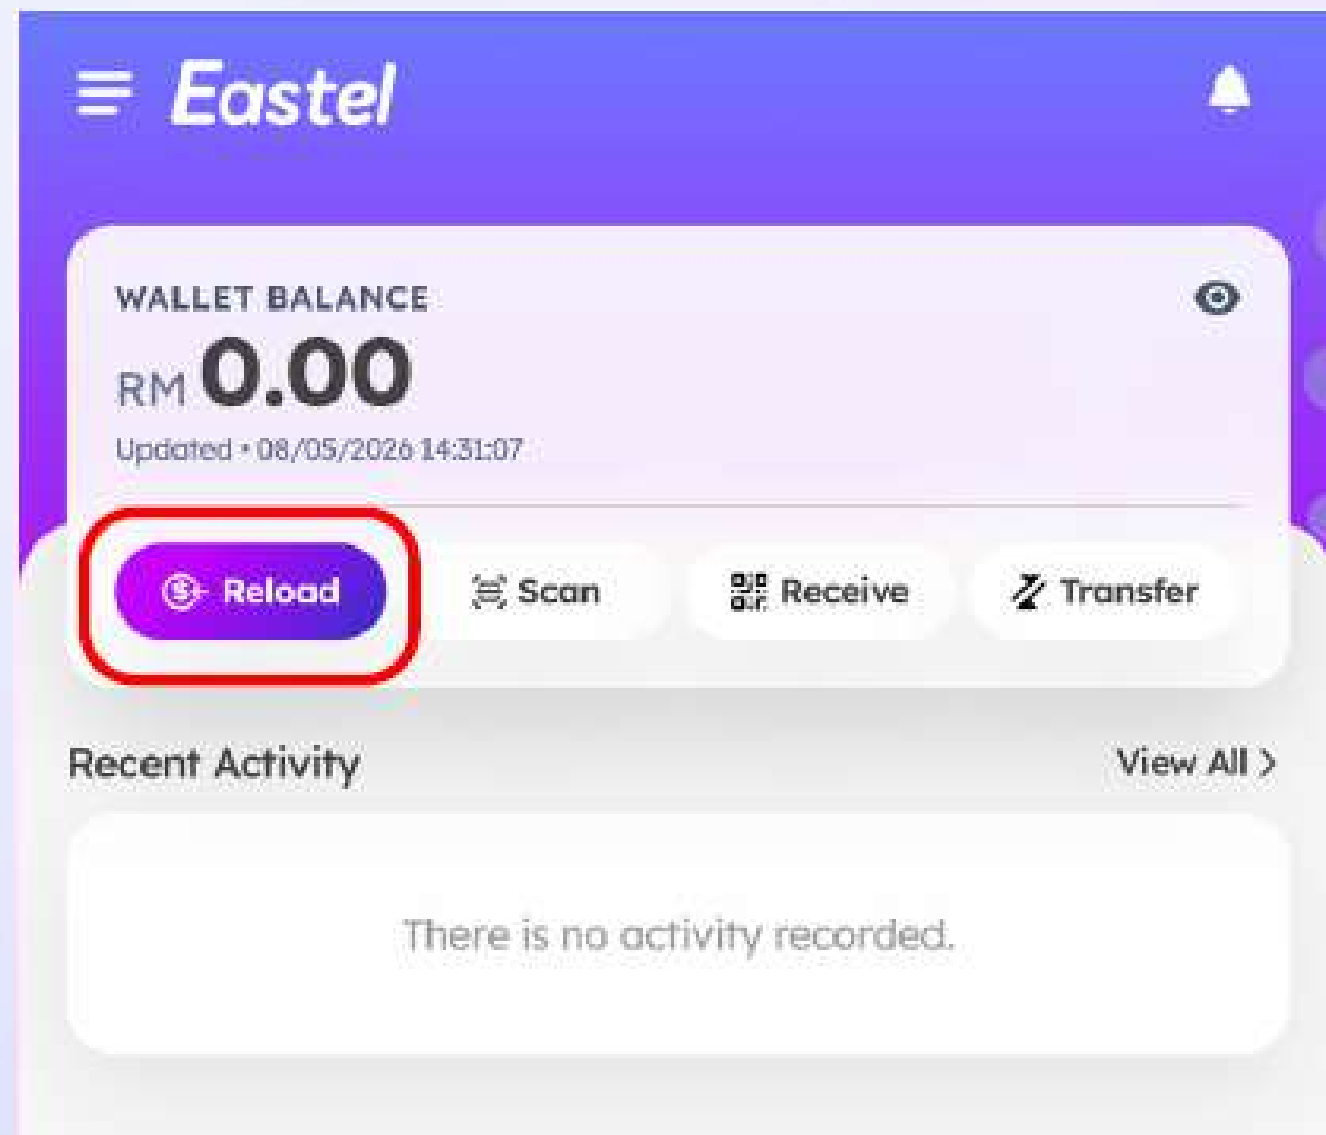 Eastel
WALLET BALANCE
RM 0.00
Updated • 08/05/2026 14:31:07
Reload Scan Receive Transfer
Recent Activity View All >
There is no activity recorded.